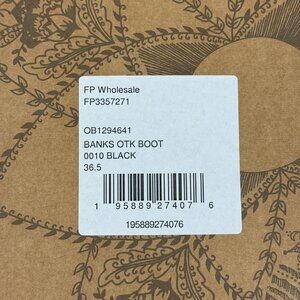 FP Wholesale
FP3357271
OB1294641
BANKS OTK BOOT
0010 BLACK
36.5
1 95889 27407 6
195889274076